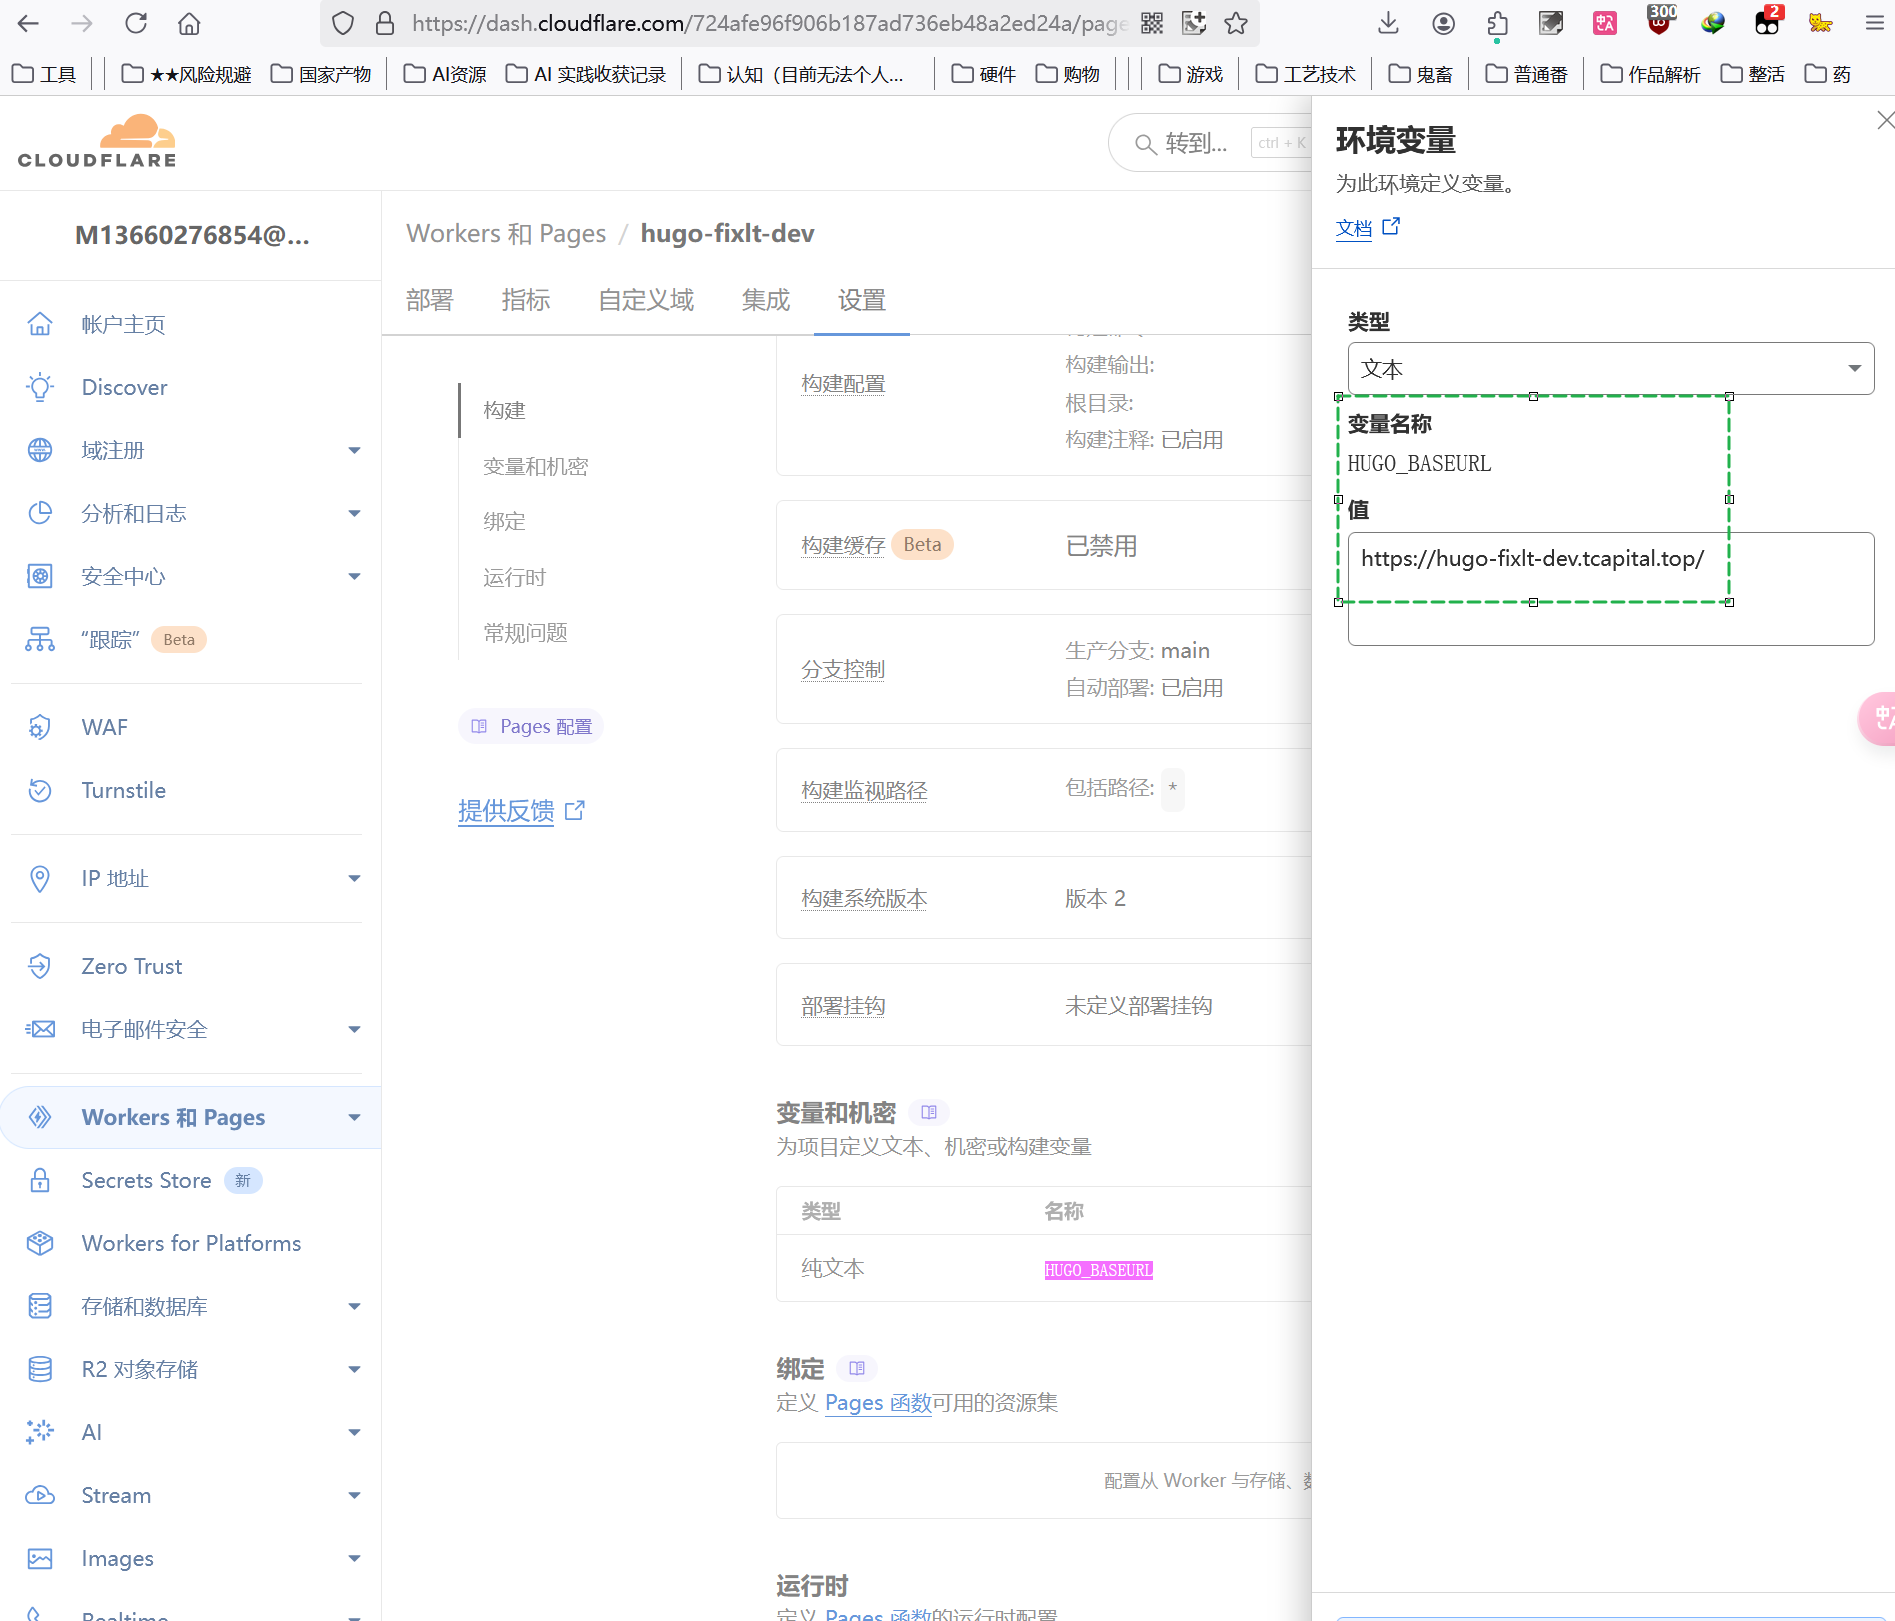 https://dash.cloudflare.com/724afe96f906b187ad736eb48a2ed24a/page
300
2
工具
★★风险规避
国家产物
AI资源
AI 实践收获记录
认知（目前无法个人...
硬件
购物
游戏
工艺技术
鬼畜
普通番
作品解析
整活
药
CLOUDFLARE
转到...
ctrl + K
M13660276854@...
帐户主页
Discover
域注册
分析和日志
安全中心
“跟踪” Beta
WAF
Turnstile
IP 地址
Zero Trust
电子邮件安全
Workers 和 Pages
Secrets Store 新
Workers for Platforms
存储和数据库
R2 对象存储
AI
Stream
Images
Realtime
Workers 和 Pages / hugo-fixlt-dev
部署
指标
自定义域
集成
设置
构建
变量和机密
绑定
运行时
常规问题
Pages 配置
提供反馈
构建配置
构建输出:
根目录:
构建注释: 已启用
构建缓存 Beta
已禁用
分支控制
生产分支: main
自动部署: 已启用
构建监视路径
包括路径: *
构建系统版本
版本 2
部署挂钩
未定义部署挂钩
变量和机密
为项目定义文本、机密或构建变量
类型 名称
纯文本 HUGO_BASEURL
绑定
定义 Pages 函数可用的资源集
配置从 Worker 与存储、
运行时
定义 Pages 函数的运行时配置
环境变量
为此环境定义变量。
文档
类型
文本
变量名称
HUGO_BASEURL
值
https://hugo-fixlt-dev.tcapital.top/